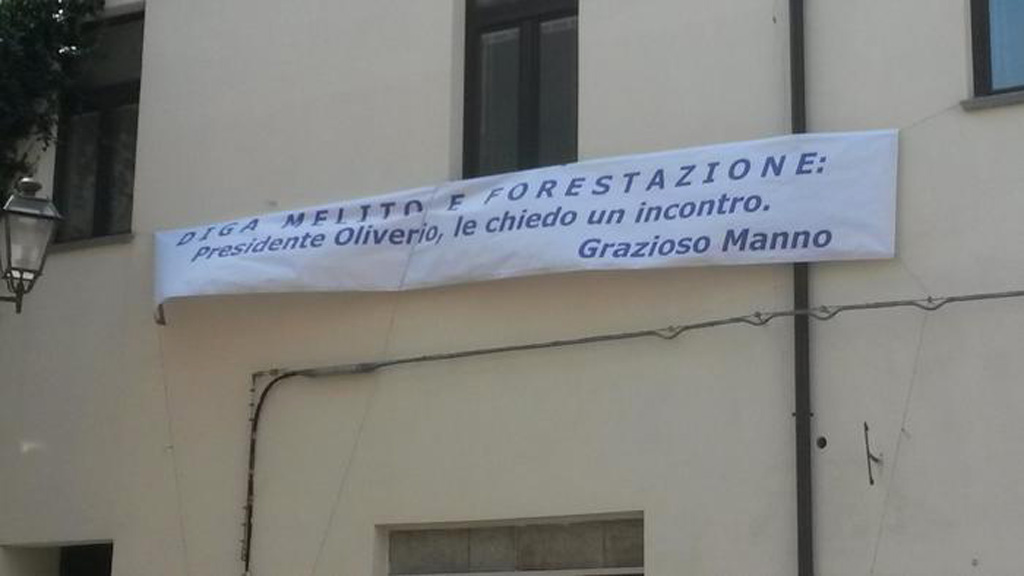 DIGA MELITO E FORESTAZIONE:
Presidente Oliverio, le chiedo un incontro.
Grazioso Manno